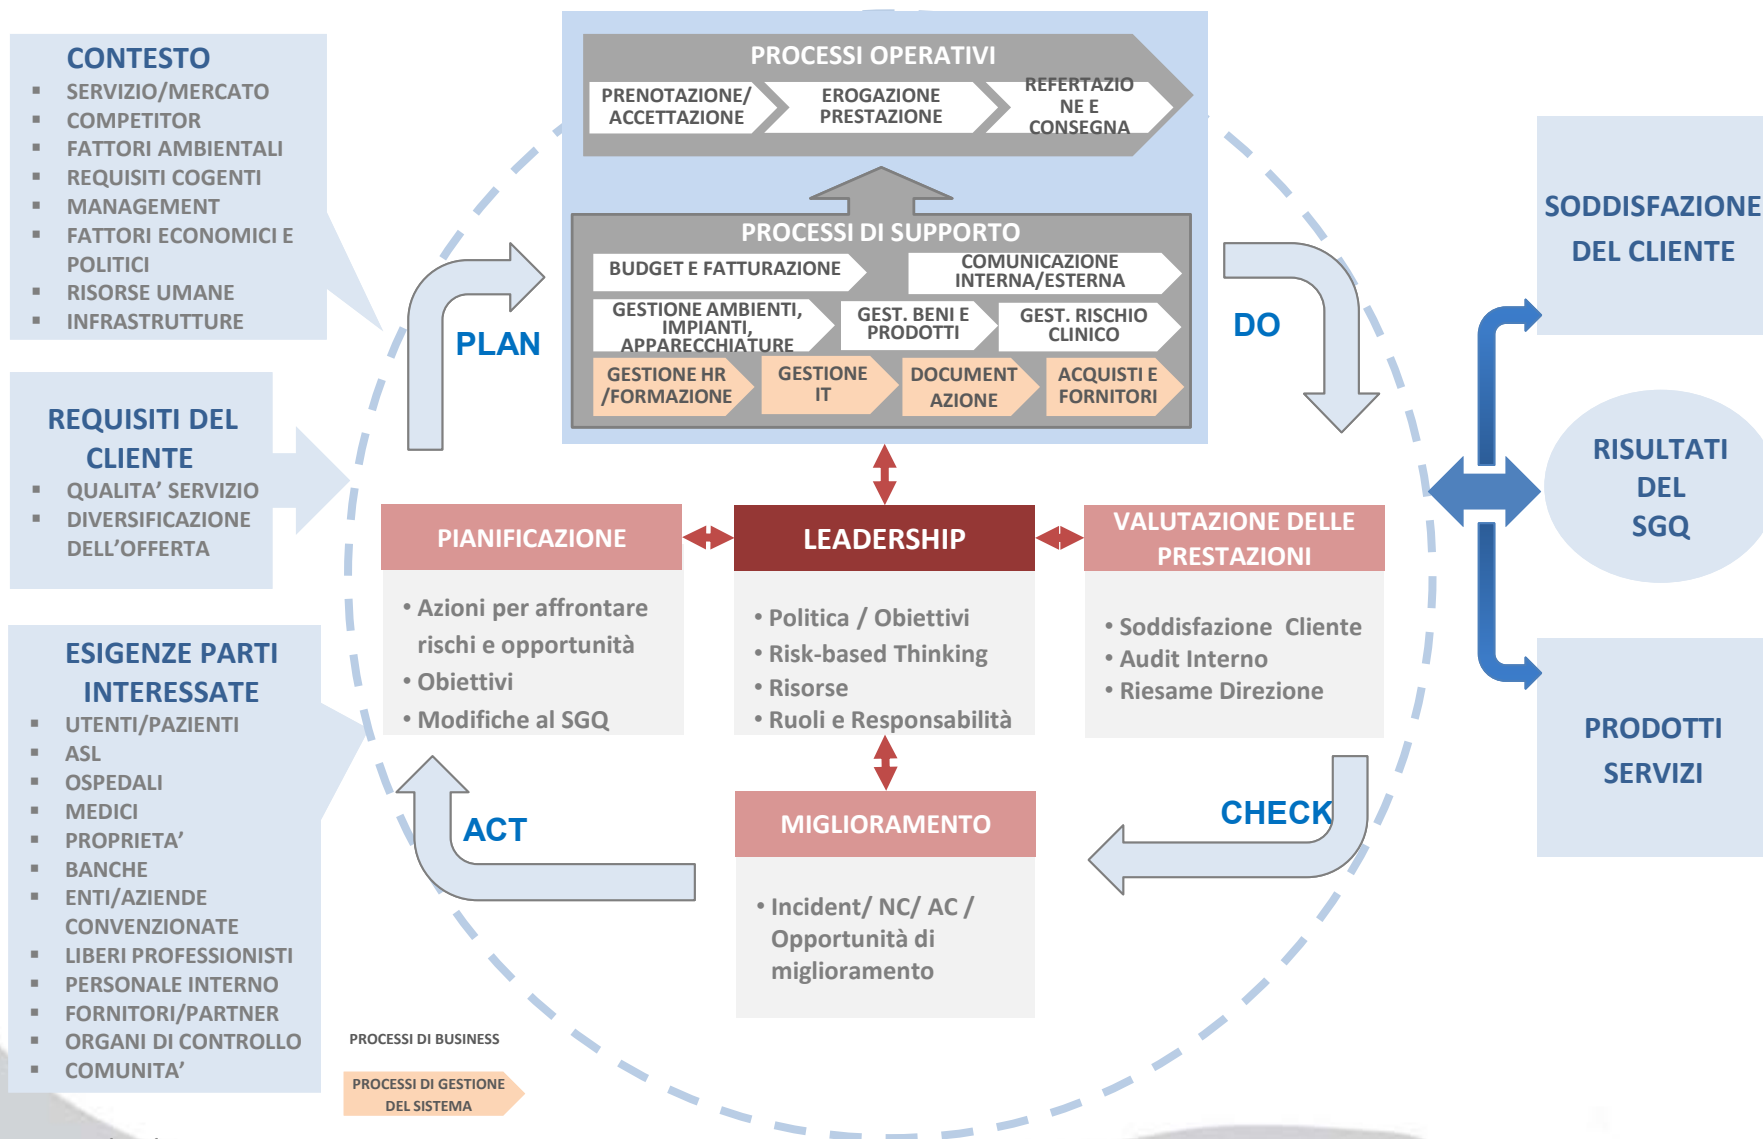 CONTESTO
▪ SERVIZIO/MERCATO
▪ COMPETITOR
▪ FATTORI AMBIENTALI
▪ REQUISITI COGENTI
▪ MANAGEMENT
▪ FATTORI ECONOMICI E
POLITICI
▪ RISORSE UMANE
▪ INFRASTRUTTURE
REQUISITI DEL
CLIENTE
▪ QUALITA’ SERVIZIO
▪ DIVERSIFICAZIONE
DELL’OFFERTA
ESIGENZE PARTI
INTERESSATE
▪ UTENTI/PAZIENTI
▪ ASL
▪ OSPEDALI
▪ MEDICI
▪ PROPRIETA’
▪ BANCHE
▪ ENTI/AZIENDE
CONVENZIONATE
▪ LIBERI PROFESSIONISTI
▪ PERSONALE INTERNO
▪ FORNITORI/PARTNER
▪ ORGANI DI CONTROLLO
▪ COMUNITA’
PROCESSI OPERATIVI
PRENOTAZIONE/
ACCETTAZIONE
EROGAZIONE
PRESTAZIONE
REFERTAZIO
NE E
CONSEGNA
PROCESSI DI SUPPORTO
BUDGET E FATTURAZIONE
COMUNICAZIONE
INTERNA/ESTERNA
GESTIONE AMBIENTI,
IMPIANTI,
APPARECCHIATURE
GEST. BENI E
PRODOTTI
GEST. RISCHIO
CLINICO
GESTIONE HR
/FORMAZIONE
GESTIONE
IT
DOCUMENT
AZIONE
ACQUISTI E
FORNITORI
PLAN
DO
PIANIFICAZIONE
• Azioni per affrontare
rischi e opportunità
• Obiettivi
• Modifiche al SGQ
LEADERSHIP
• Politica / Obiettivi
• Risk-based Thinking
• Risorse
• Ruoli e Responsabilità
VALUTAZIONE DELLE
PRESTAZIONI
• Soddisfazione Cliente
• Audit Interno
• Riesame Direzione
ACT
CHECK
MIGLIORAMENTO
• Incident/ NC/ AC /
Opportunità di
miglioramento
PROCESSI DI BUSINESS
PROCESSI DI GESTIONE
DEL SISTEMA
SODDISFAZIONE
DEL CLIENTE
RISULTATI
DEL
SGQ
PRODOTTI
SERVIZI